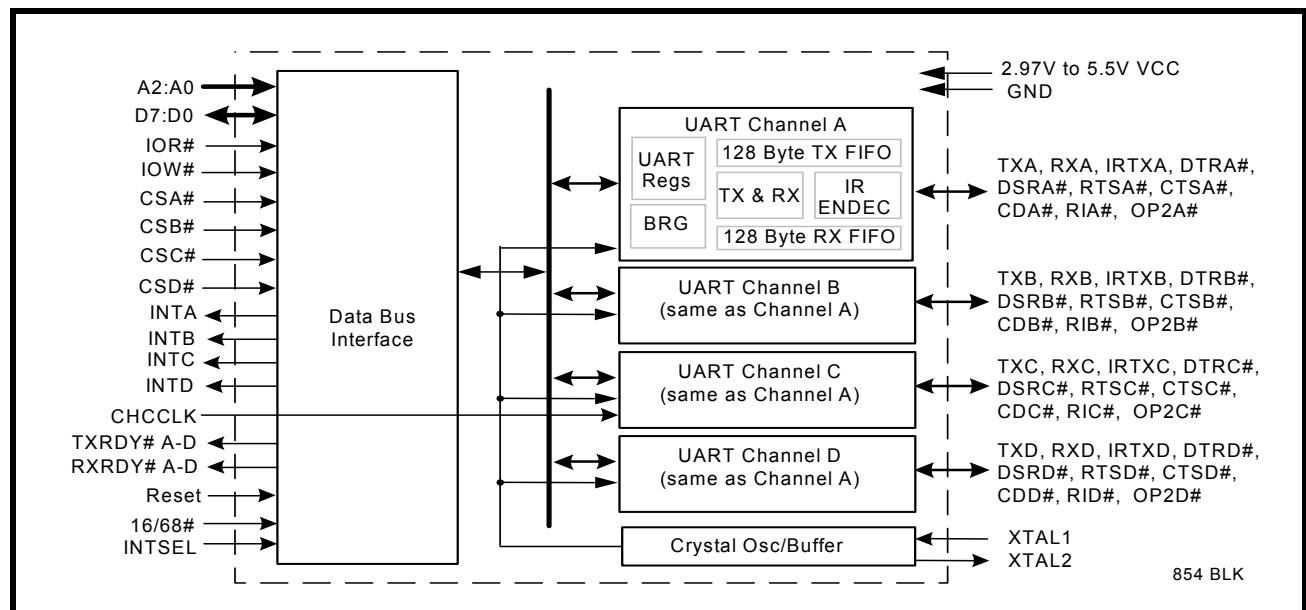 A2:A0
D7:D0
IOR#
IOW#
CSA#
CSB#
CSC#
CSD#
INTA
INTB
INTC
INTD
CHCCLK
TXRDY# A-D
RXRDY# A-D
Reset
16/68#
INTSEL
Data Bus
Interface
UART Channel A
UART
Regs
128 Byte TX FIFO
TX & RX
IR
ENDEC
BRG
128 Byte RX FIFO
UART Channel B
(same as Channel A)
UART Channel C
(same as Channel A)
UART Channel D
(same as Channel A)
Crystal Osc/Buffer
2.97V to 5.5V VCC
GND
TXA, RXA, IRTXA, DTRA#,
DSRA#, RTSA#, CTSA#,
CDA#, RIA#, OP2A#
TXB, RXB, IRTXB, DTRB#,
DSRB#, RTSB#, CTSB#,
CDB#, RIB#, OP2B#
TXC, RXC, IRTXC, DTRC#,
DSRC#, RTSC#, CTSC#,
CDC#, RIC#, OP2C#
TXD, RXD, IRTXD, DTRD#,
DSRD#, RTSD#, CTSD#,
CDD#, RID#, OP2D#
XTAL1
XTAL2
854 BLK